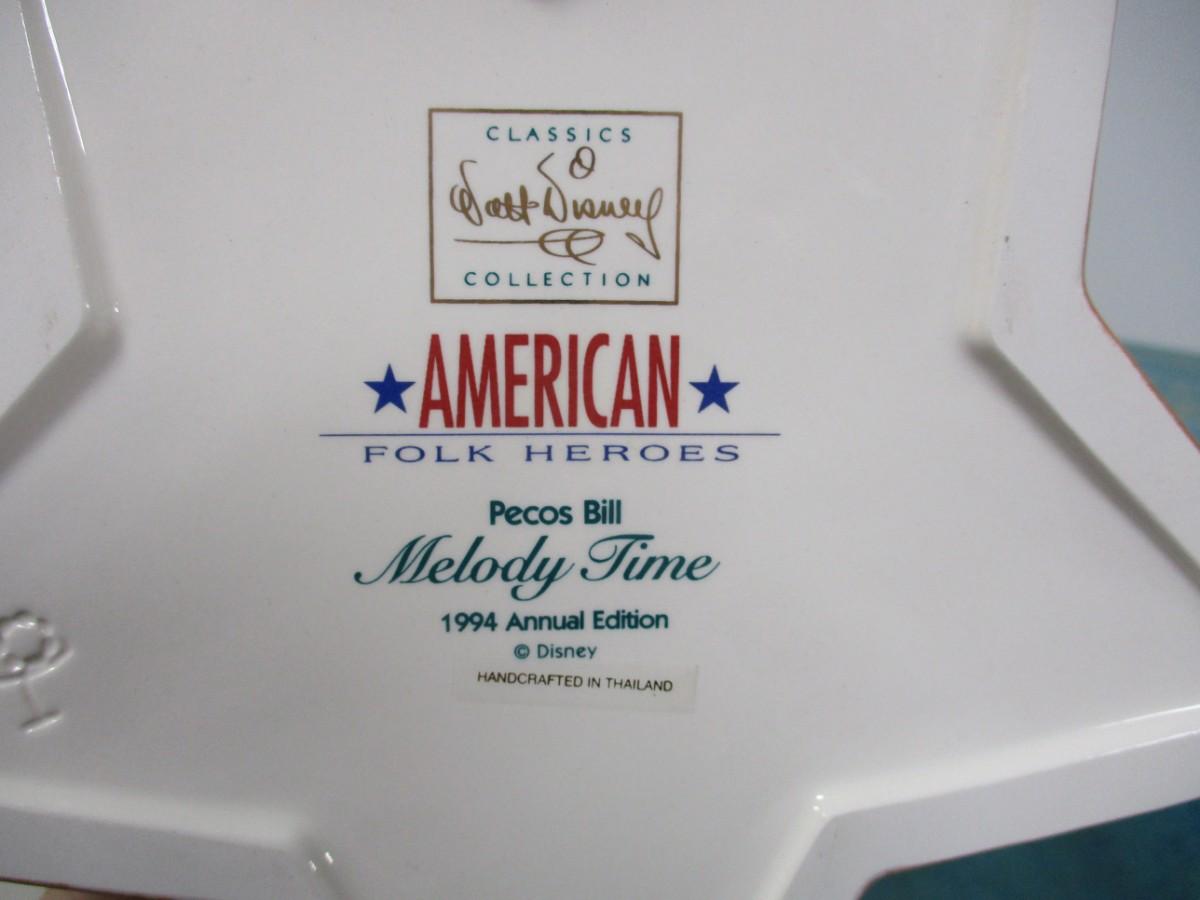 CLASSICS
Walt Disney
COLLECTION
AMERICAN
FOLK HEROES
Pecos Bill
Melody Time
1994 Annual Edition
© Disney
HANDCRAFTED IN THAILAND